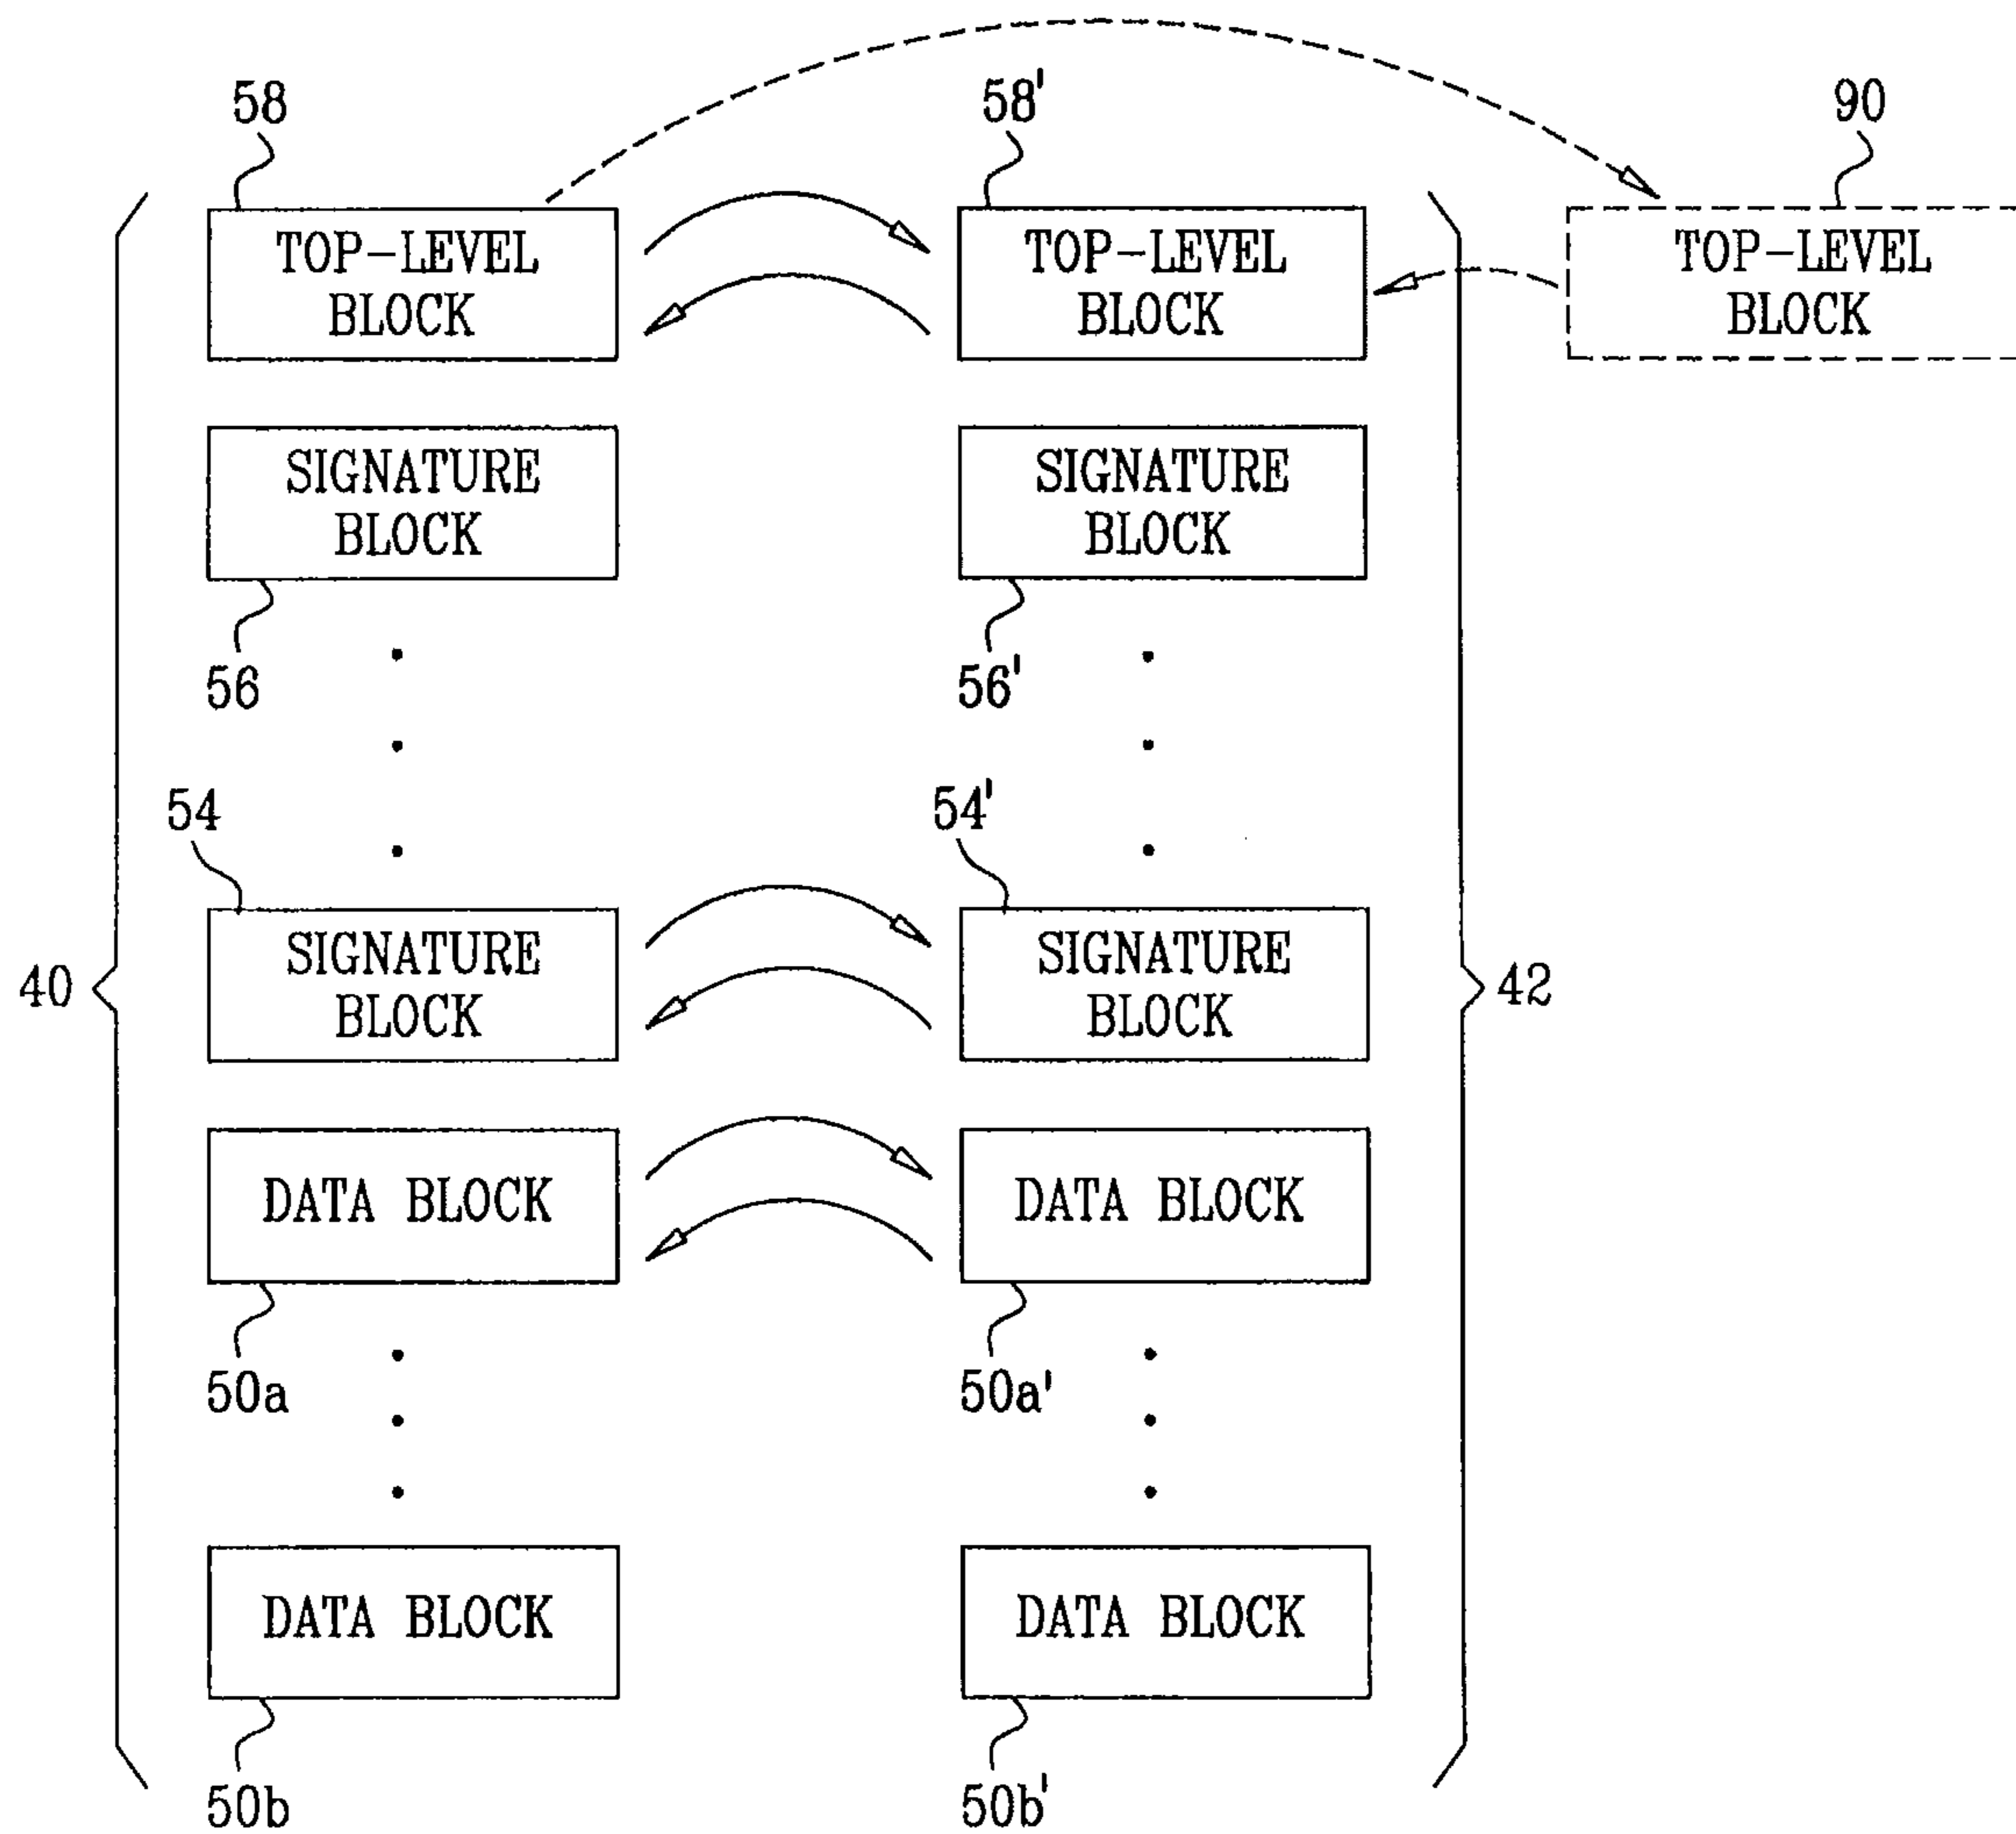 58
58'
90
TOP-LEVEL
BLOCK
TOP-LEVEL
BLOCK
TOP-LEVEL
BLOCK
SIGNATURE
BLOCK
SIGNATURE
BLOCK
56
56'
54
54'
SIGNATURE
BLOCK
SIGNATURE
BLOCK
40
42
DATA BLOCK
DATA BLOCK
50a
50a'
DATA BLOCK
DATA BLOCK
50b
50b'